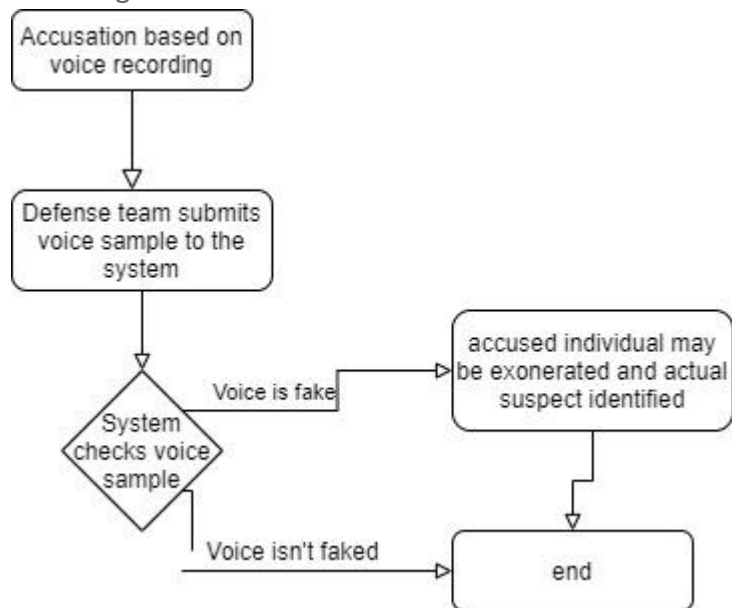 Accusation based on
voice recording
Defense team submits
voice sample to the
system
System
checks voice
sample
Voice is fake
accused individual may
be exonerated and actual
suspect identified
Voice isn't faked
end